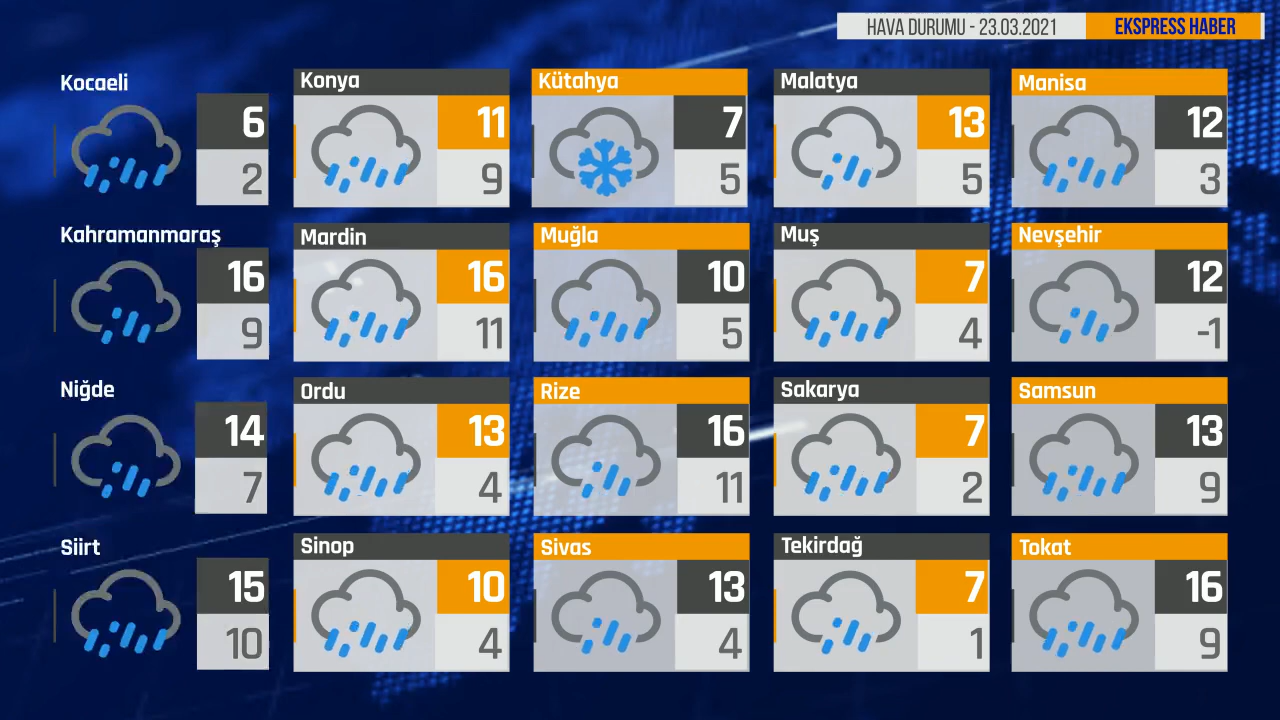 HAVA DURUMU - 23.03.2021 EKSPRESS HABER
Kocaeli
6
2
Konya
11
9
Kütahya
7
5
Malatya
13
5
Manisa
12
3
Kahramanmaraş
16
9
Mardin
16
11
Muğla
10
5
Muş
7
4
Nevşehir
12
-1
Niğde
14
7
Ordu
13
4
Rize
16
11
Sakarya
7
2
Samsun
13
9
Siirt
15
10
Sinop
10
4
Sivas
13
4
Tekirdağ
7
1
Tokat
16
9